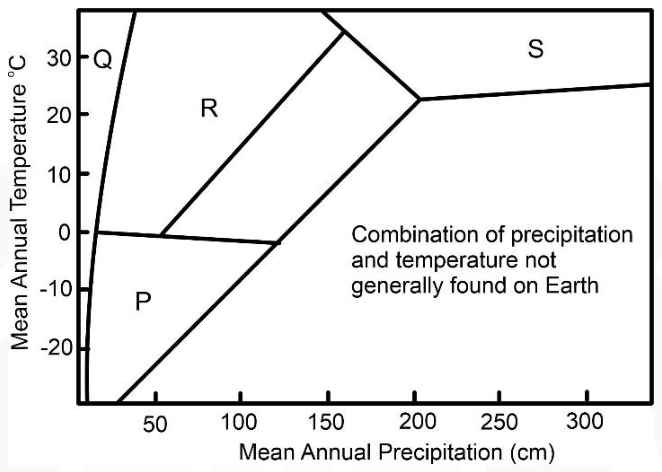 Mean Annual Temperature °C
30
20
10
0
-10
-20
Q
R
S
P
Combination of precipitation
and temperature not
generally found on Earth
50
100
150
200
250
300
Mean Annual Precipitation (cm)